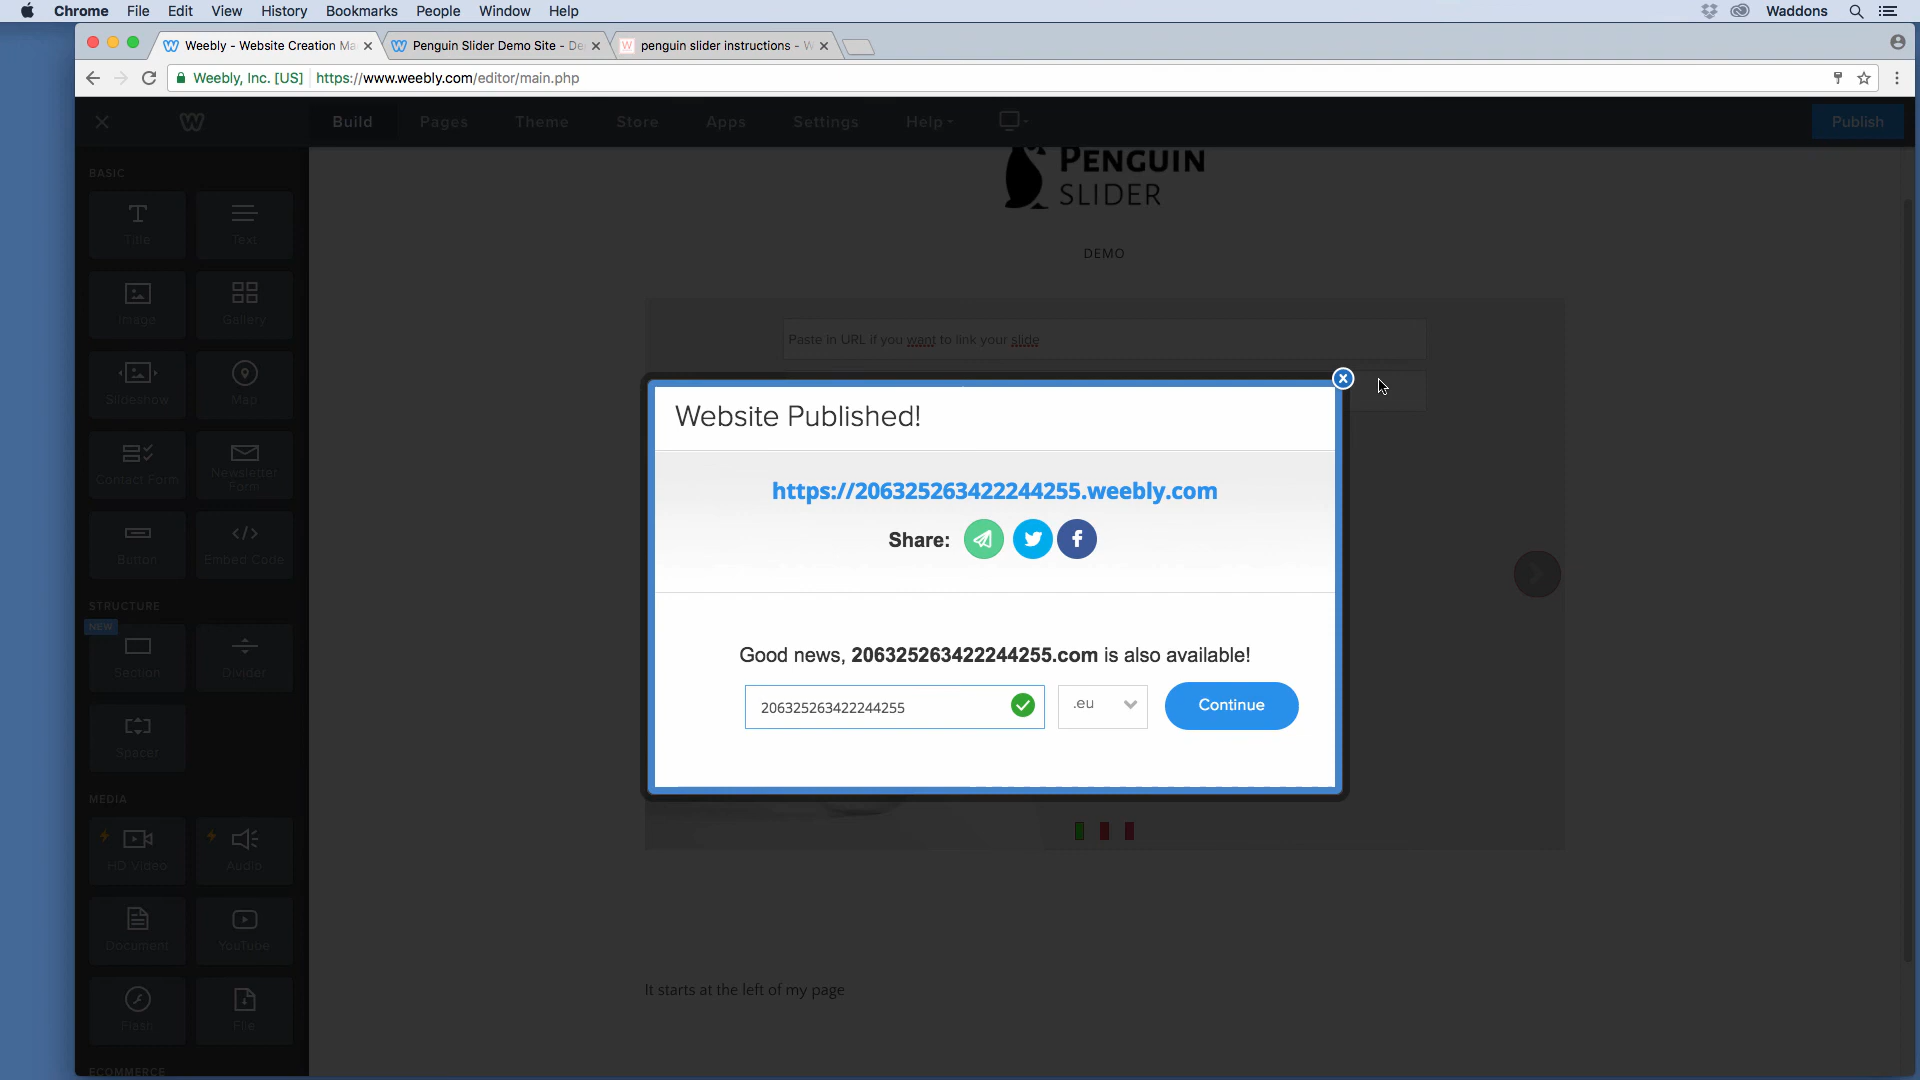 Chrome File Edit View History Bookmarks People Window Help Waddons
Weebly - Website Creation Ma
Penguin Slider Demo Site - De
penguin slider instructions - W
Weebly, Inc. [US] https://www.weebly.com/editor/main.php
Build Pages Theme Store Apps Settings Help Publish
BASIC
Title Text
Image Gallery
Slideshow Map
Contact Form Newsletter Form
Button Embed Code
STRUCTURE
NEW
Section Divider
Spacer
MEDIA
HD Video Audio
Document YouTube
Flash File
ECOMMERCE
PENGUIN
SLIDER
DEMO
Paste in URL if you want to link your slide
Website Published!
https://206325263422244255.weebly.com
Share:
Good news, 206325263422244255.com is also available!
206325263422244255 .eu Continue
It starts at the left of my page